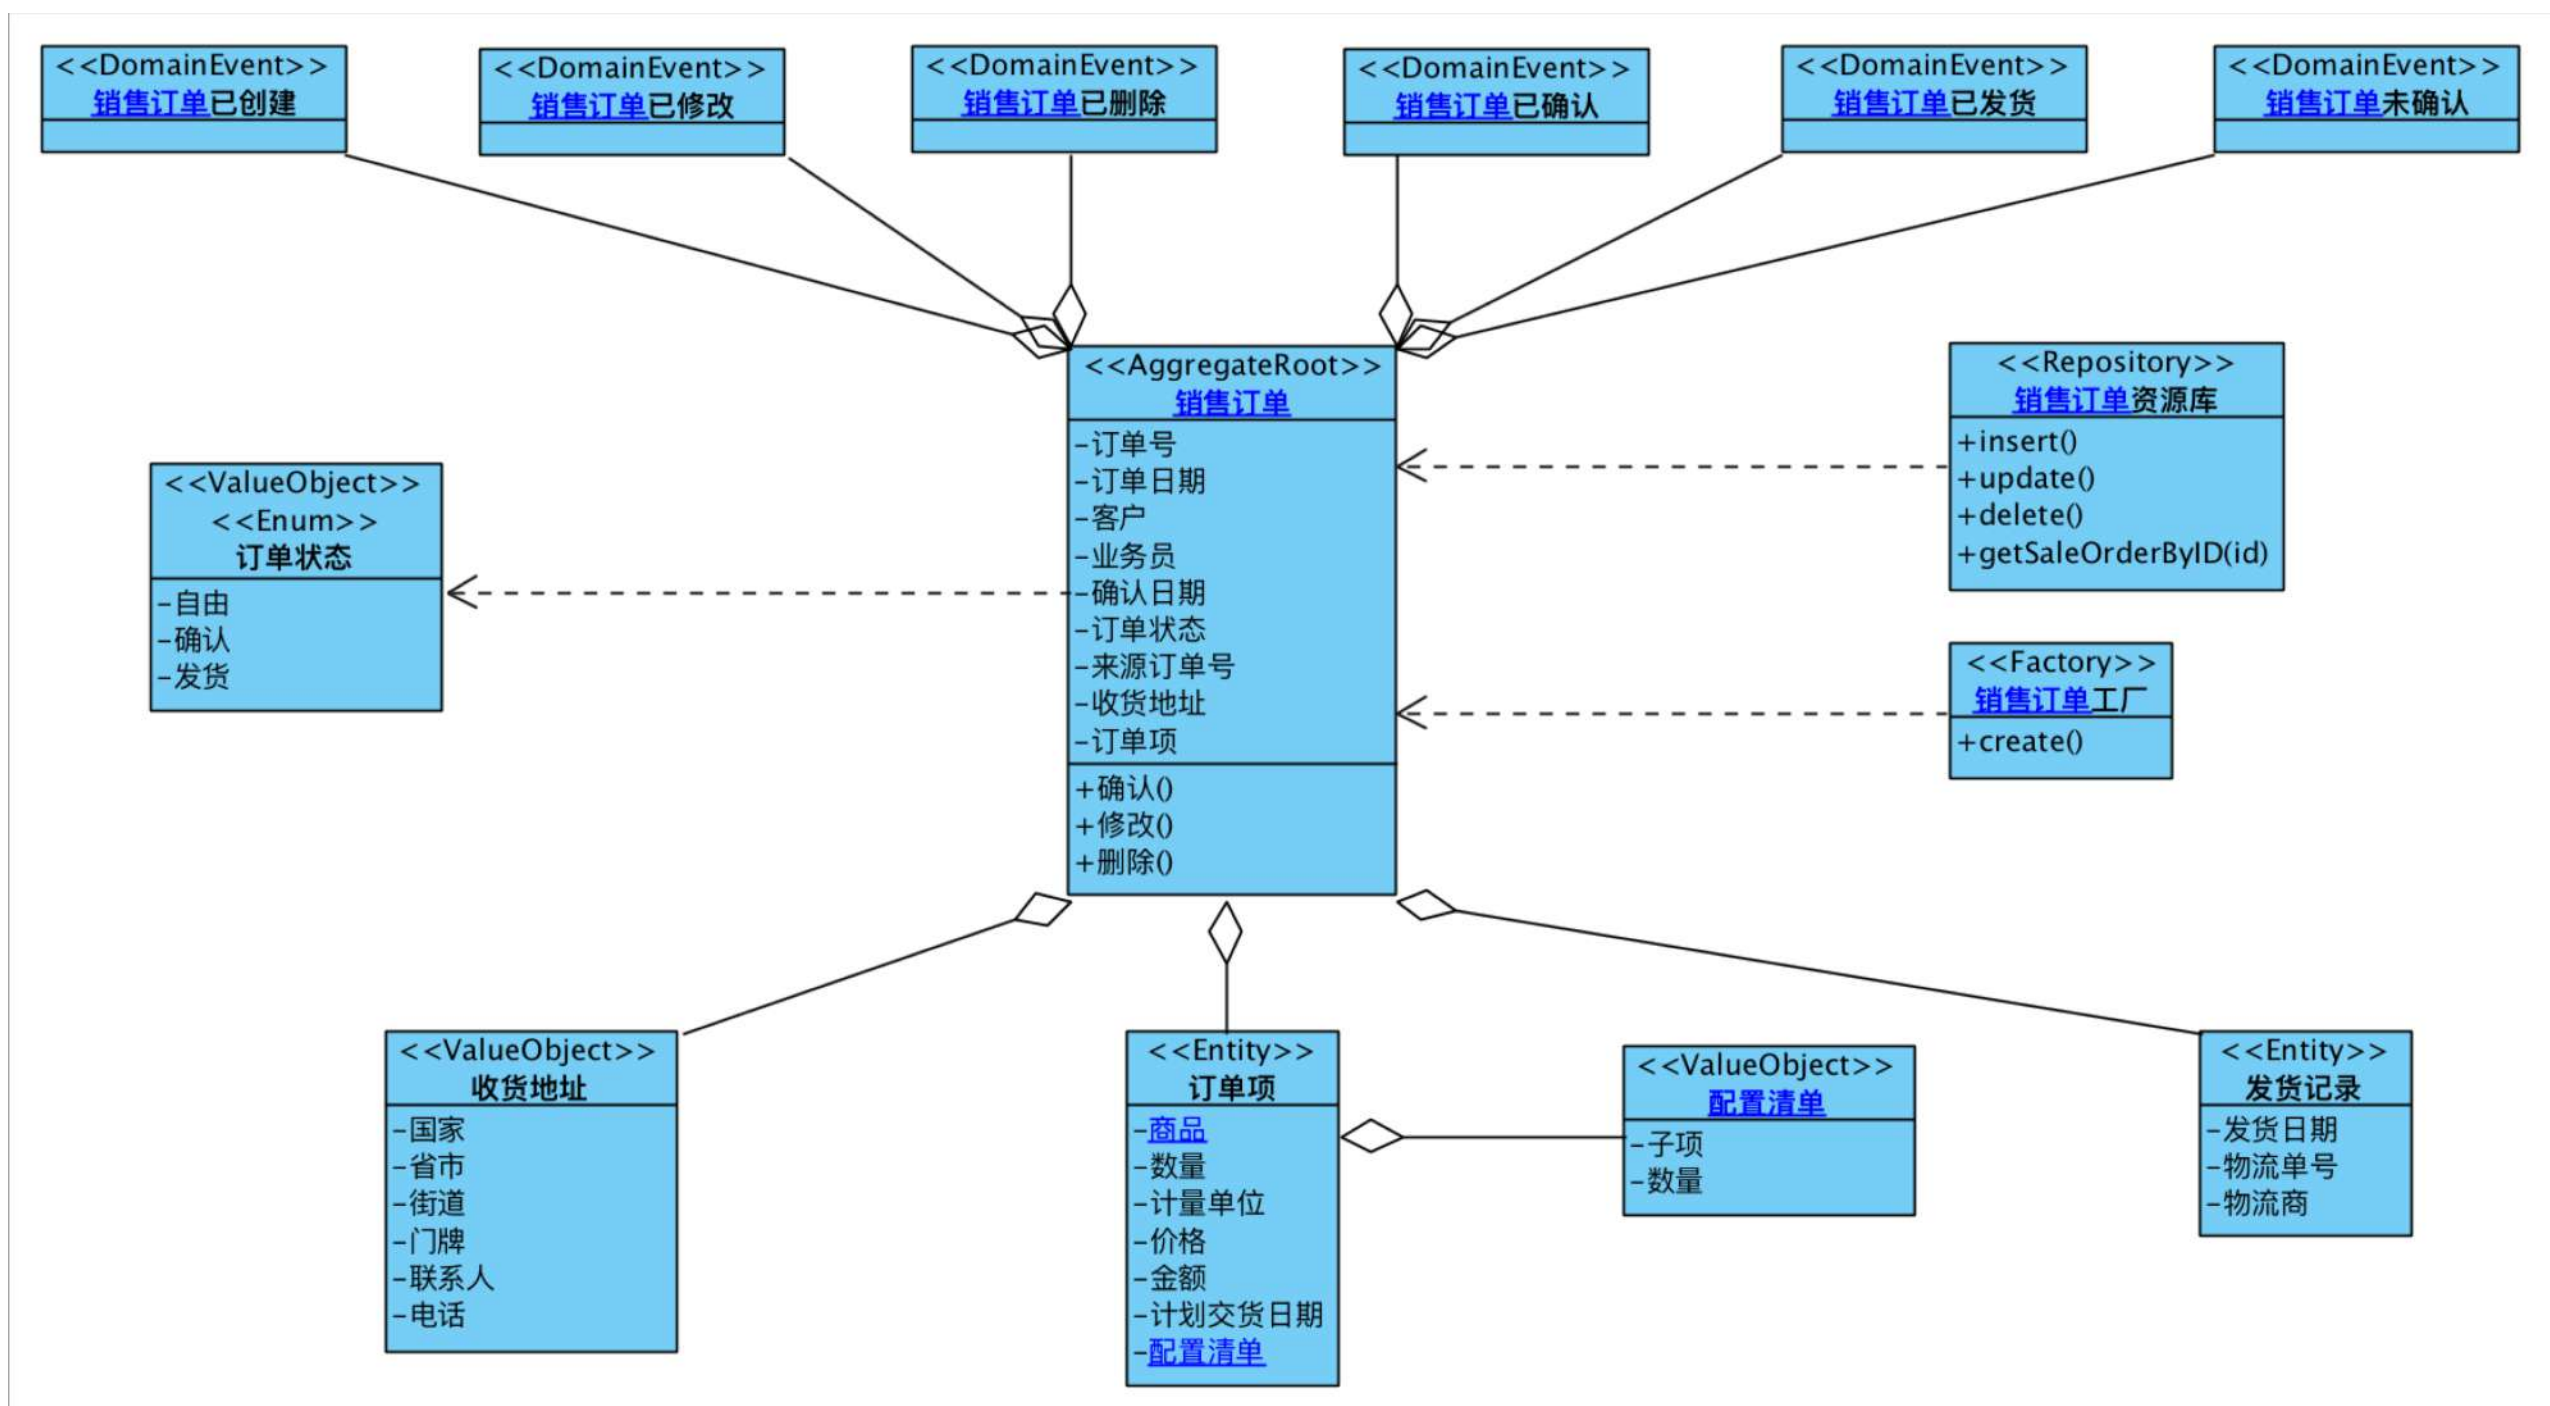 <<DomainEvent>>
销售订单已创建
<<DomainEvent>>
销售订单已修改
<<DomainEvent>>
销售订单已删除
<<DomainEvent>>
销售订单已确认
<<DomainEvent>>
销售订单已发货
<<DomainEvent>>
销售订单未确认
<<AggregateRoot>>
销售订单
-订单号
-订单日期
-客户
-业务员
-确认日期
-订单状态
-来源订单号
-收货地址
-订单项
+确认()
+修改()
+删除()
<<Repository>>
销售订单资源库
+insert()
+update()
+delete()
+getSaleOrderByID(id)
<<ValueObject>>
<<Enum>>
订单状态
-自由
-确认
-发货
<<Factory>>
销售订单工厂
+create()
<<ValueObject>>
收货地址
-国家
-省市
-街道
-门牌
-联系人
-电话
<<Entity>>
订单项
-商品
-数量
-计量单位
-价格
-金额
-计划交货日期
-配置清单
<<ValueObject>>
配置清单
-子项
-数量
<<Entity>>
发货记录
-发货日期
-物流单号
-物流商